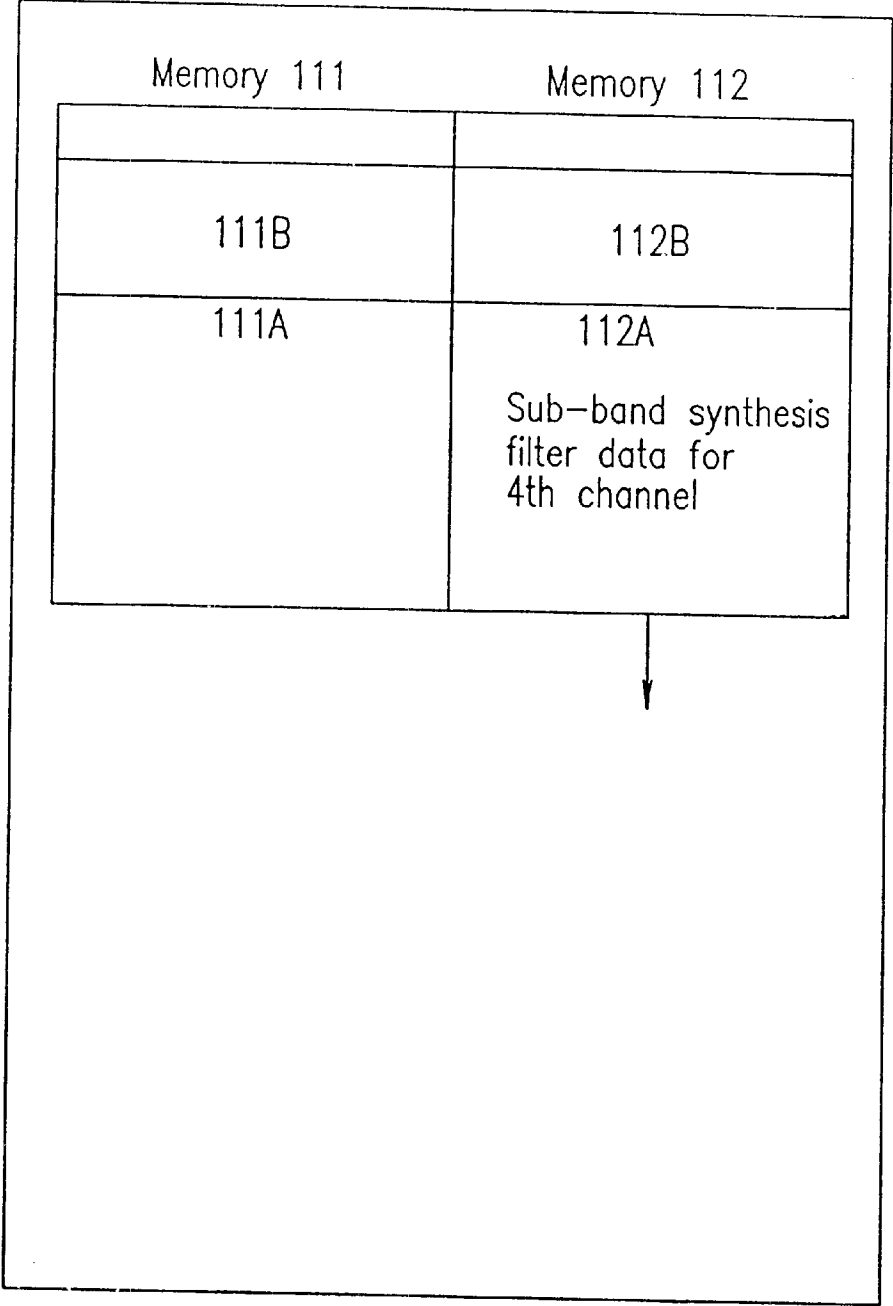 Memory 111
Memory 112
111B
112B
111A
112A
Sub-band synthesis
filter data for
4th channel